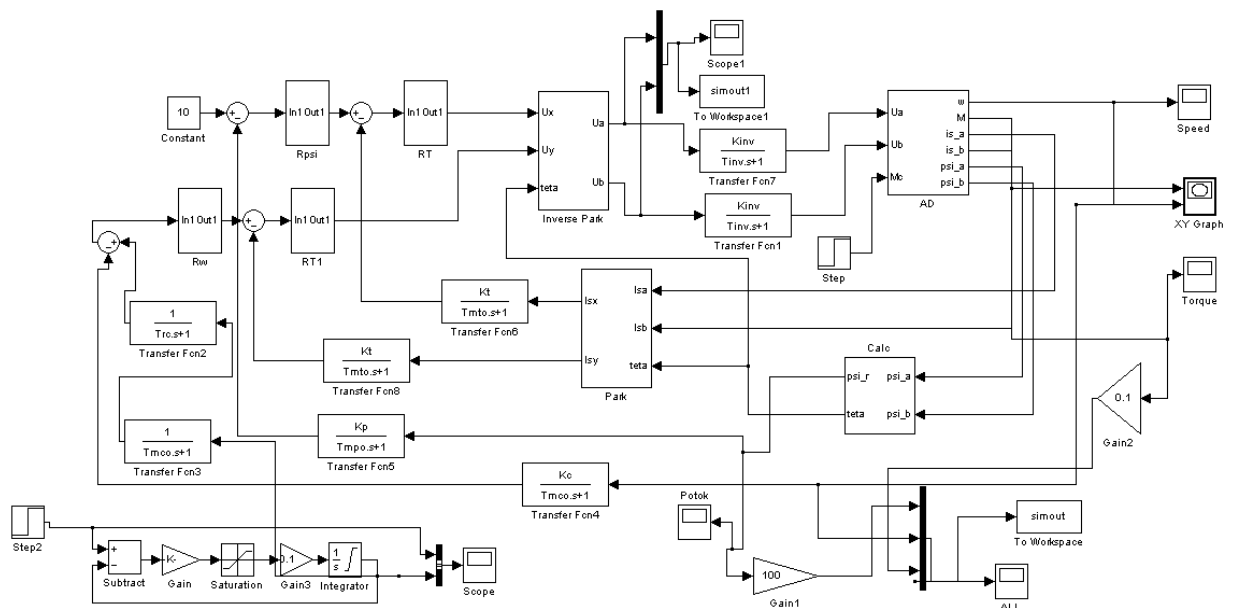 Scope1
simout1
To Workspace1
10
Constant
In1 Out1
Rpsi
In1 Out1
RT
Ux
Uy
teta
Ua
Ub
Inverse Park
Kinv
Tinv.s+1
Transfer Fcn7
Kinv
Tinv.s+1
Transfer Fcn1
Ua
Ub
Mc
w
M
is_a
is_b
psi_a
psi_b
AD
Speed
XY Graph
In1 Out1
Rw
In1 Out1
RT1
Step
Torque
1
Trc.s+1
Transfer Fcn2
Kt
Tmto.s+1
Transfer Fcn6
Kt
Tmto.s+1
Transfer Fcn8
Isx
Isy
Isa
Isb
teta
Park
Calc
psi_r
teta
psi_a
psi_b
0.1
Gain2
1
Tmco.s+1
Transfer Fcn3
Kp
Tmpo.s+1
Transfer Fcn5
Kc
Tmco.s+1
Transfer Fcn4
Potok
100
Gain1
simout
To Workspace
Step2
Subtract
K-
Gain
Saturation
0.1
Gain3
1
s
Integrator
Scope